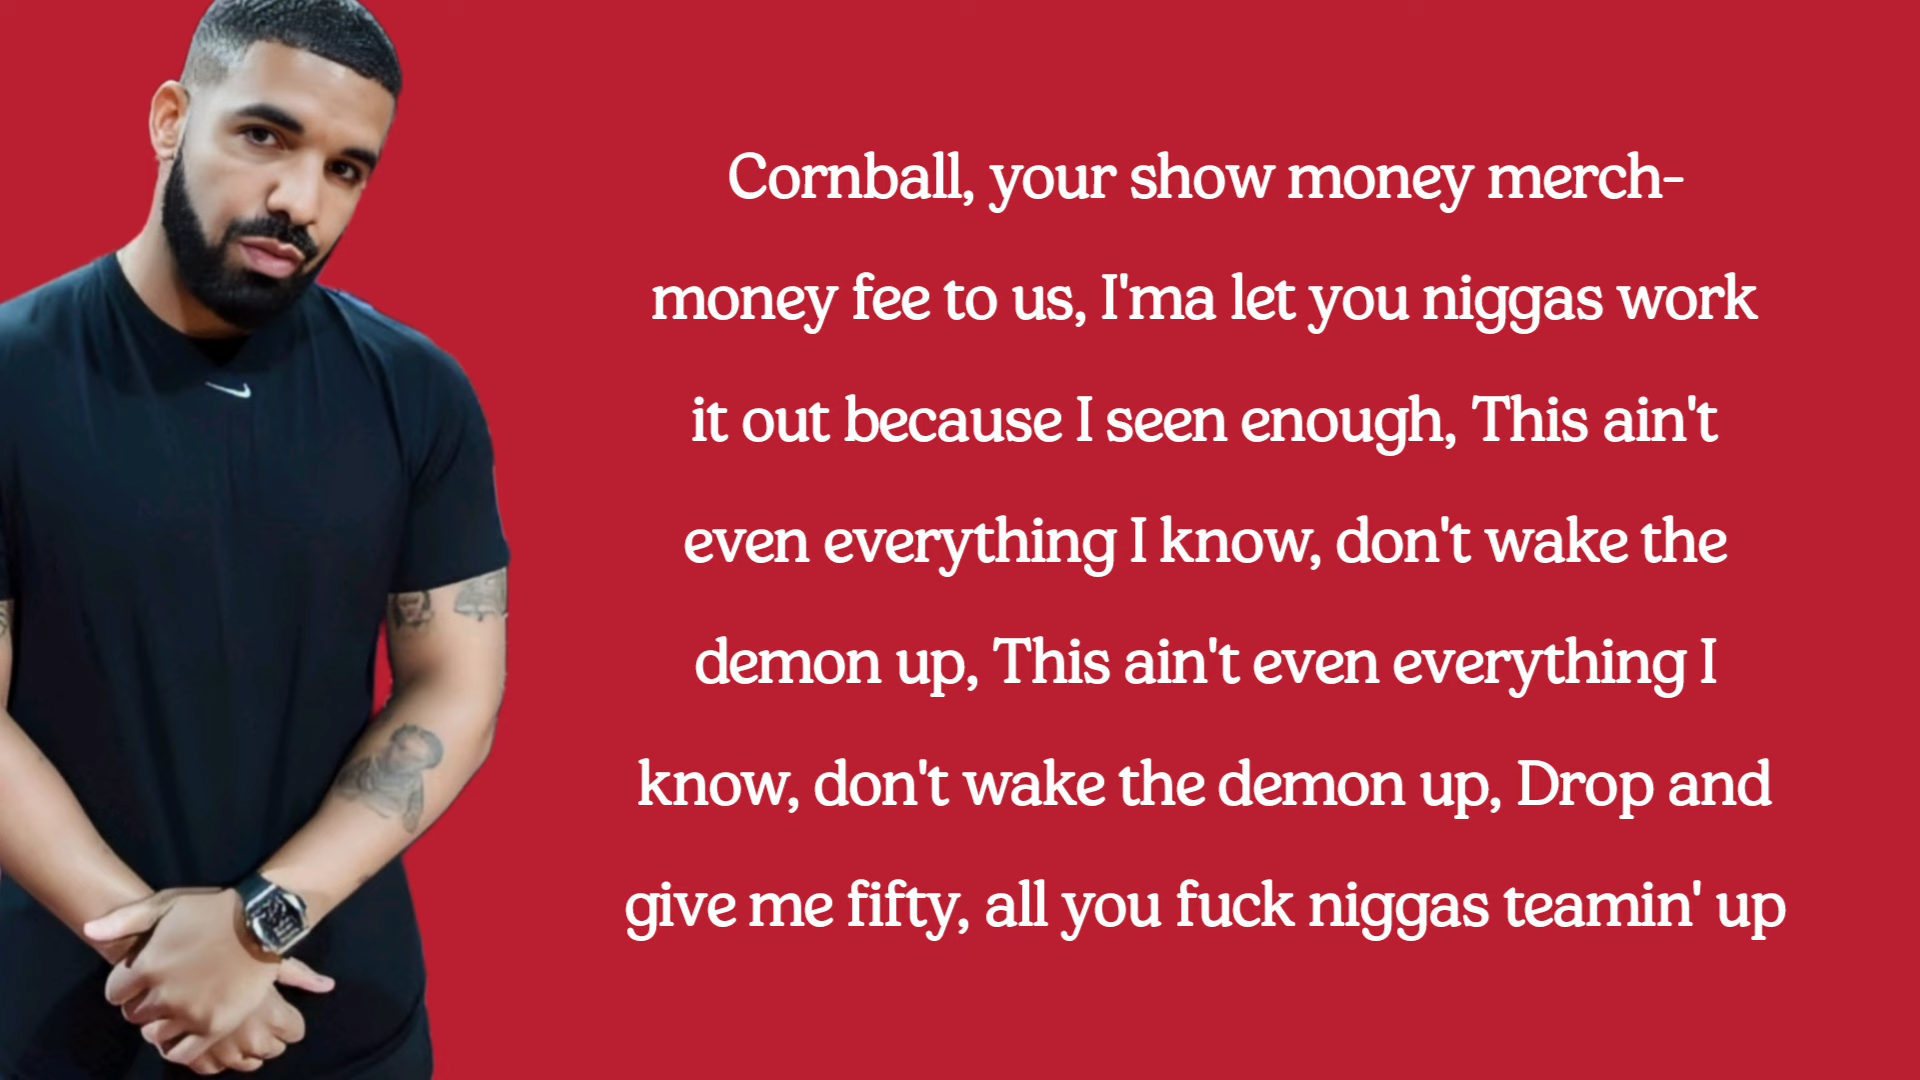 Cornball, your show money merch-
money fee to us, I'ma let you niggas work
it out because I seen enough, This ain't
even everything I know, don't wake the
demon up, This ain't even everything I
know, don't wake the demon up, Drop and
give me fifty, all you fuck niggas teamin' up